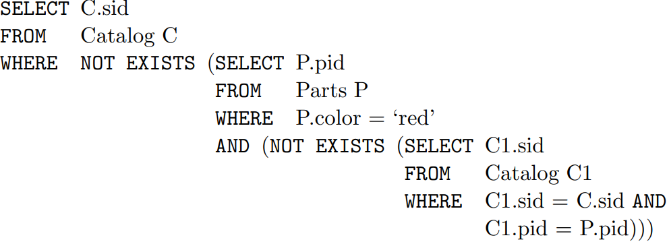 SELECT C.sid
FROM Catalog C
WHERE NOT EXISTS (SELECT P.pid
FROM Parts P
WHERE P.color = ‘red’
AND (NOT EXISTS (SELECT C1.sid
FROM Catalog C1
WHERE C1.sid = C.sid AND
C1.pid = P.pid)))